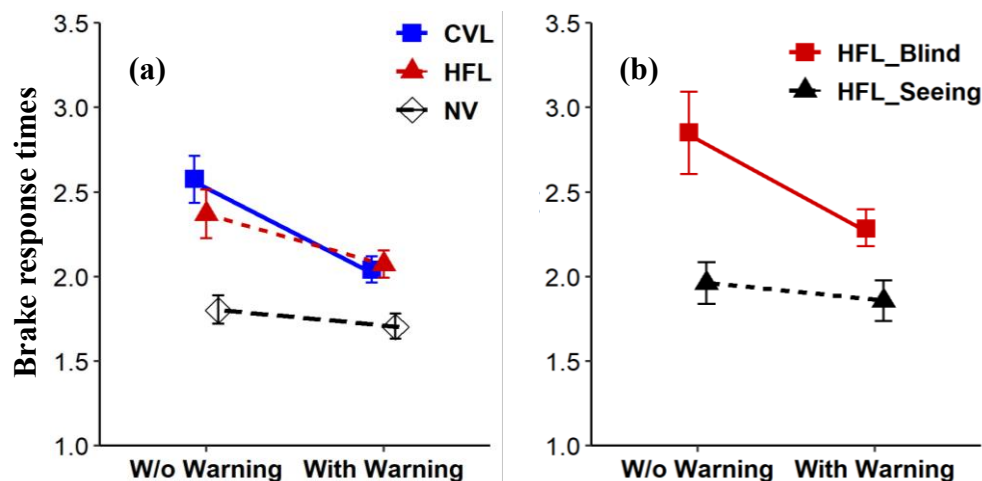 Brake response times
(a)
3.5
3.0
2.5
2.0
1.5
1.0
CVL
HFL
NV
W/o Warning With Warning
(b)
3.5
3.0
2.5
2.0
1.5
1.0
HFL_Blind
HFL_Seeing
W/o Warning With Warning